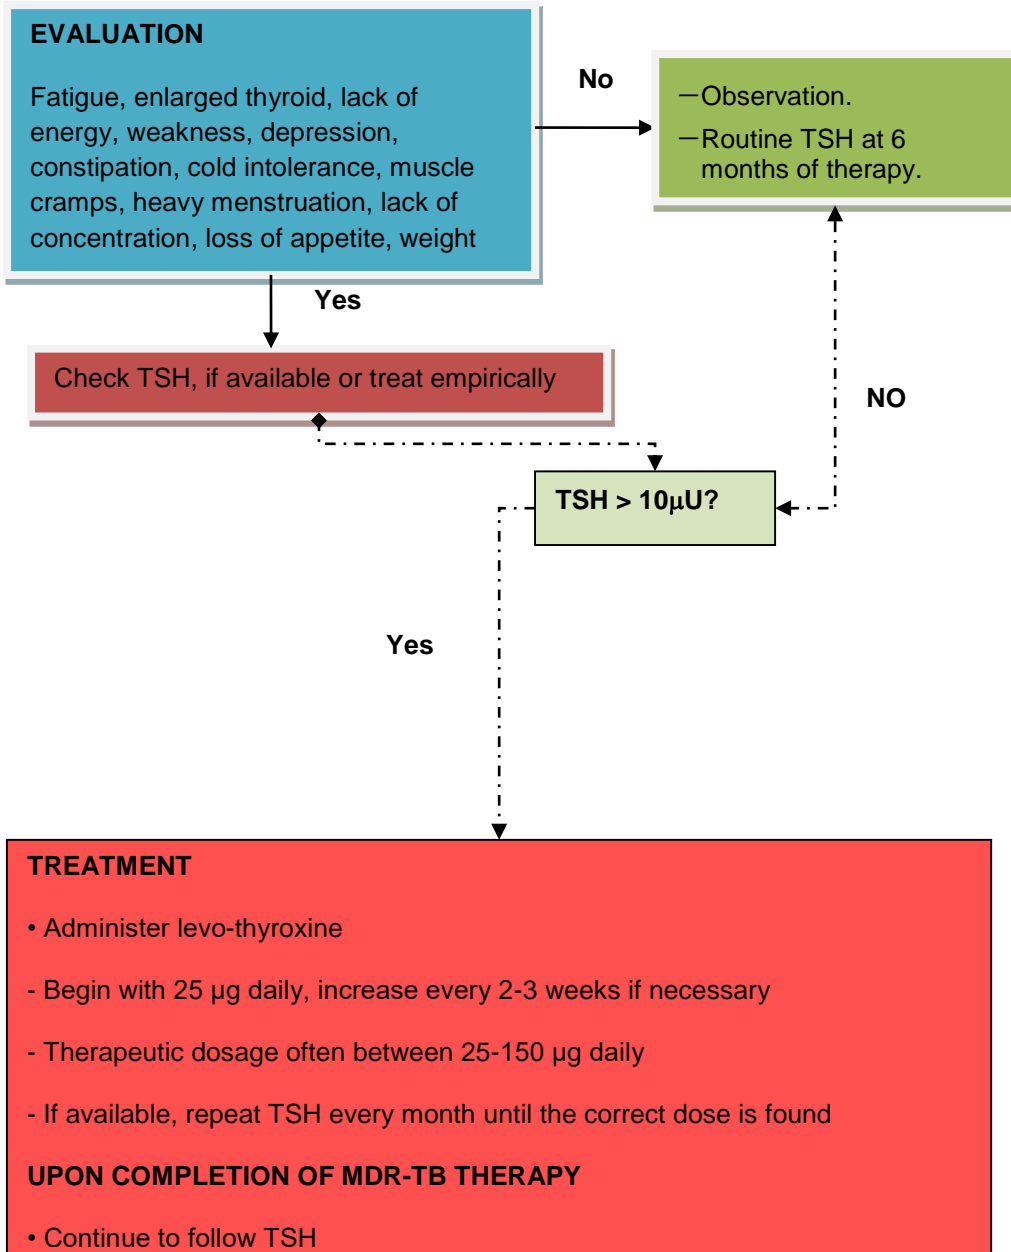 EVALUATION
Fatigue, enlarged thyroid, lack of
energy, weakness, depression,
constipation, cold intolerance, muscle
cramps, heavy menstruation, lack of
concentration, loss of appetite, weight
No
—Observation.
—Routine TSH at 6
months of therapy.
Yes
Check TSH, if available or treat empirically
NO
TSH > 10µU?
Yes
TREATMENT
• Administer levo-thyroxine
- Begin with 25 µg daily, increase every 2-3 weeks if necessary
- Therapeutic dosage often between 25-150 µg daily
- If available, repeat TSH every month until the correct dose is found
UPON COMPLETION OF MDR-TB THERAPY
• Continue to follow TSH